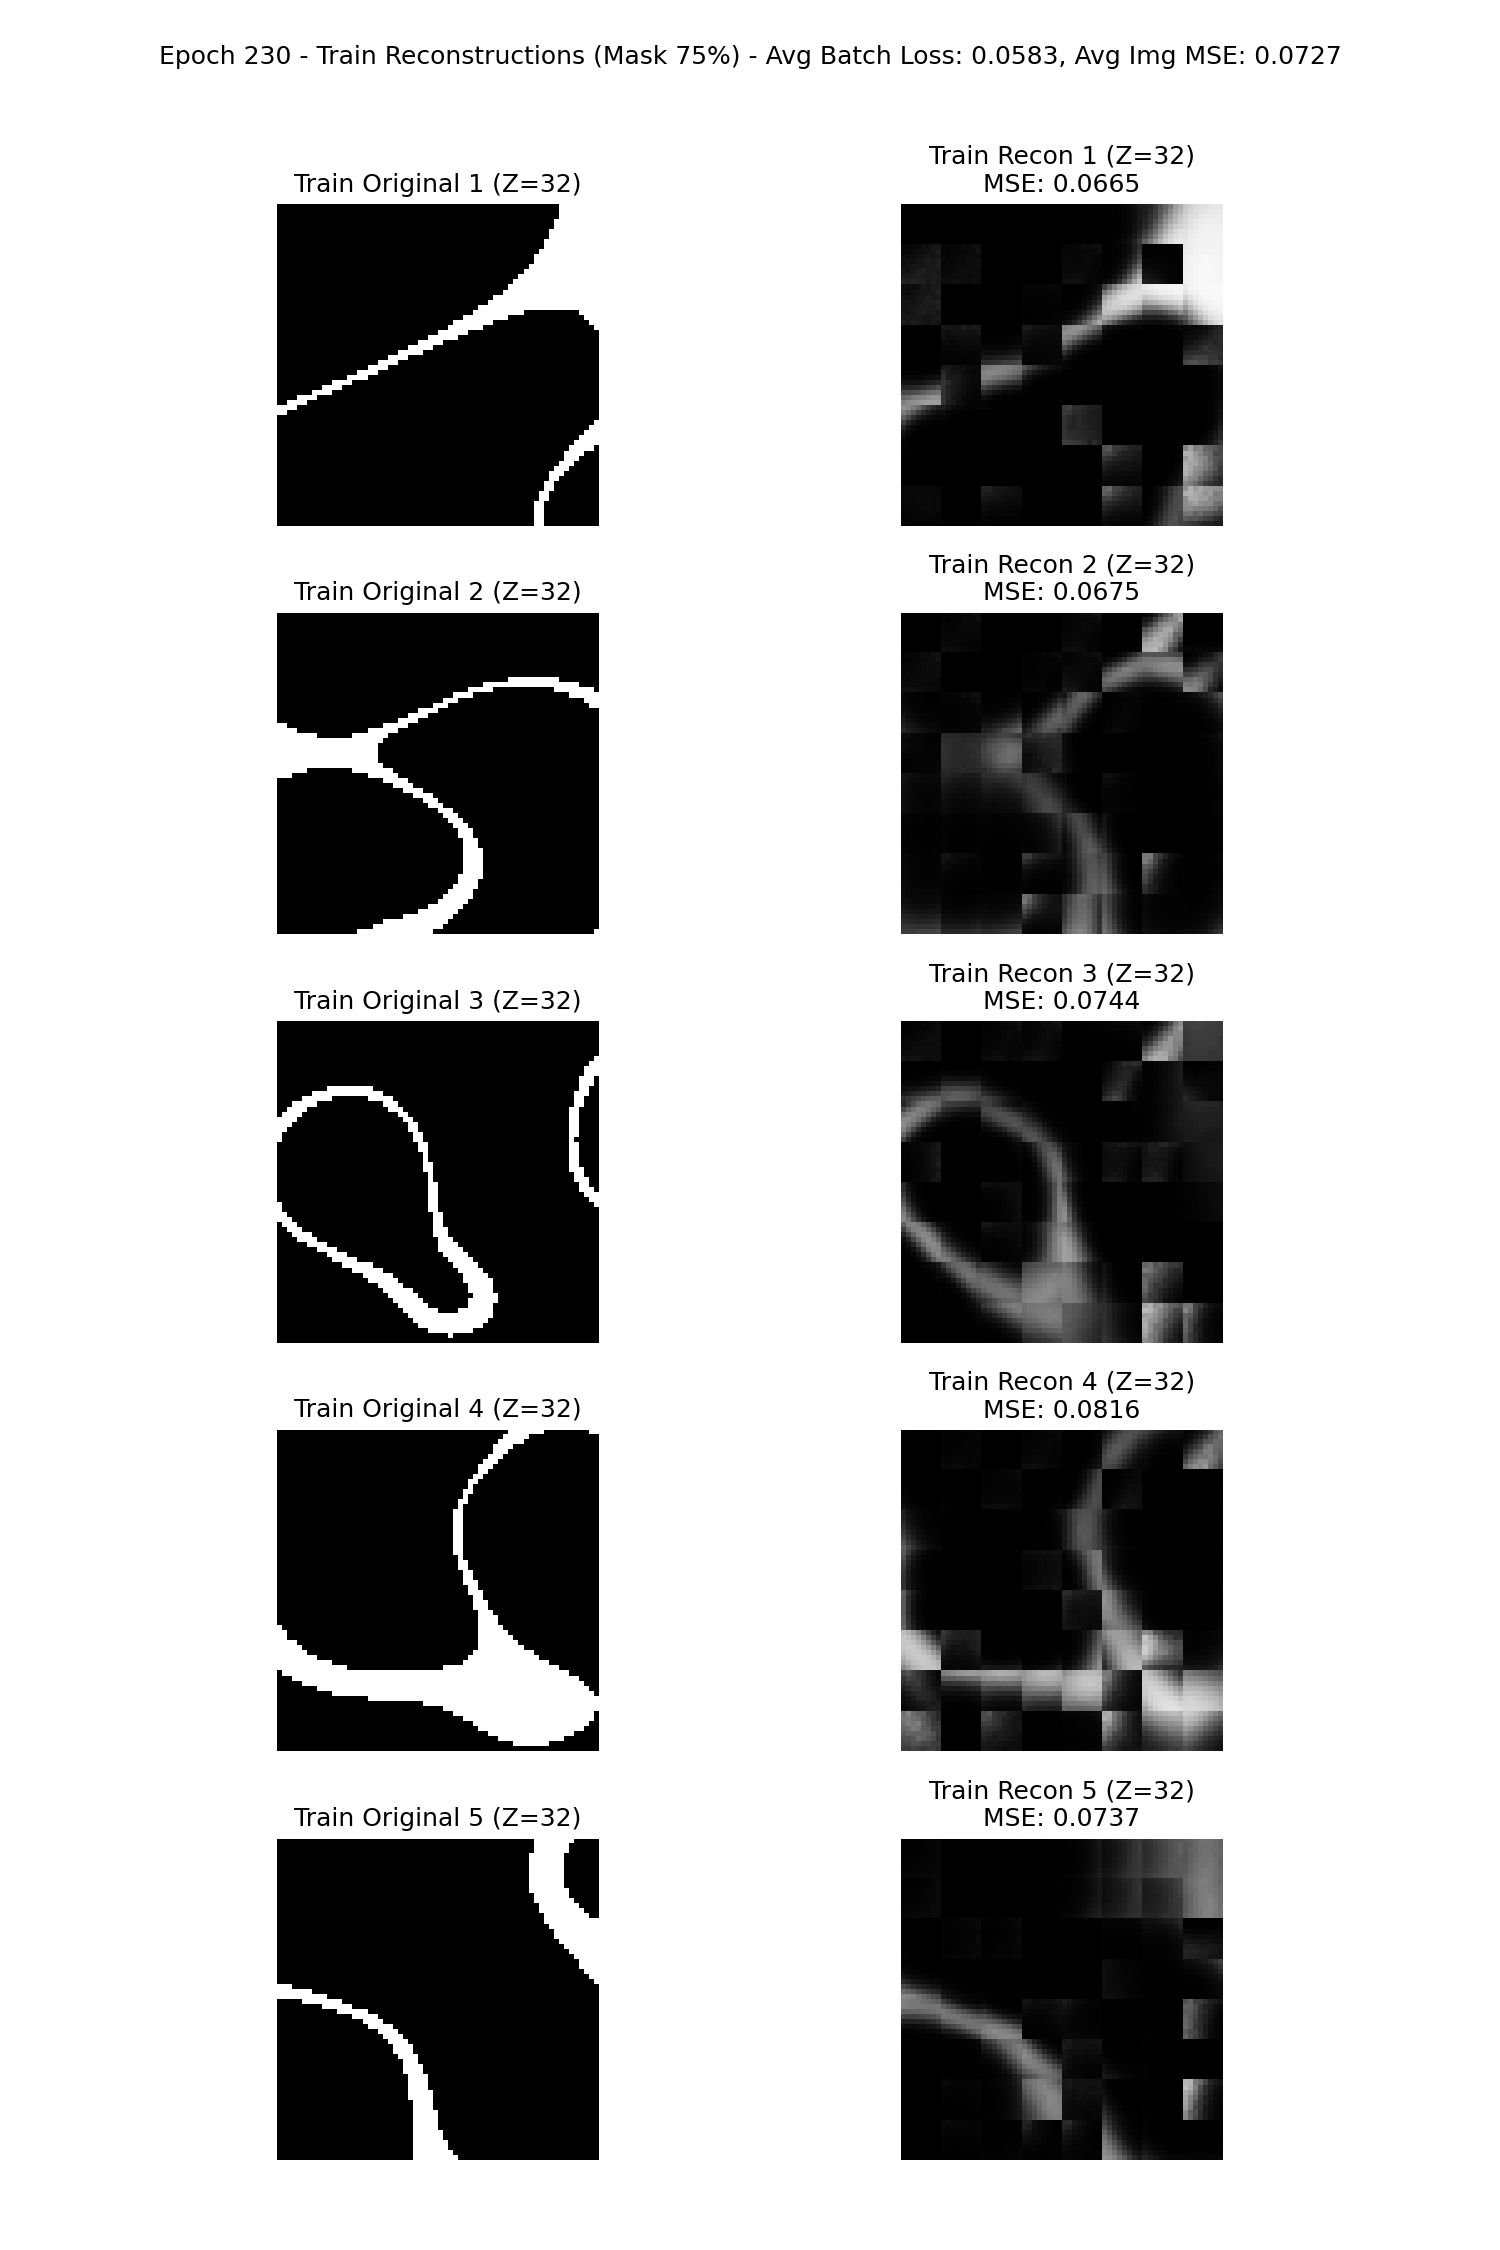 Epoch 230 - Train Reconstructions (Mask 75%) - Avg Batch Loss: 0.0583, Avg Img MSE: 0.0727
Train Original 1 (Z=32)
Train Recon 1 (Z=32)
MSE: 0.0665
Train Original 2 (Z=32)
Train Recon 2 (Z=32)
MSE: 0.0675
Train Original 3 (Z=32)
Train Recon 3 (Z=32)
MSE: 0.0744
Train Original 4 (Z=32)
Train Recon 4 (Z=32)
MSE: 0.0816
Train Original 5 (Z=32)
Train Recon 5 (Z=32)
MSE: 0.0737